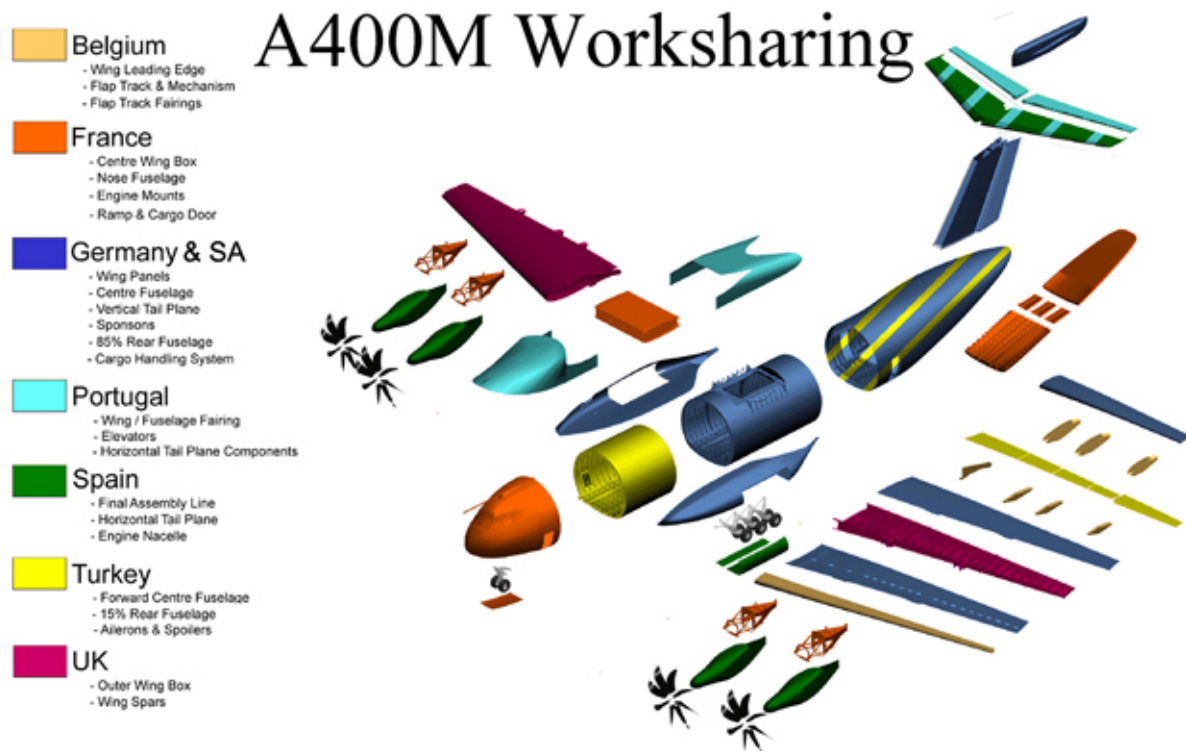 A400M Worksharing
Belgium
- Wing Leading Edge
- Flap Track & Mechanism
- Flap Track Fairings
France
- Centre Wing Box
- Nose Fuselage
- Engine Mounts
- Ramp & Cargo Door
Germany & SA
- Wing Panels
- Centre Fuselage
- Vertical Tail Plane
- Sponsons
- 85% Rear Fuselage
- Cargo Handling System
Portugal
- Wing / Fuselage Fairing
- Elevators
- Horizontal Tail Plane Components
Spain
- Final Assembly Line
- Horizontal Tail Plane
- Engine Nacelle
Turkey
- Forward Centre Fuselage
- 15% Rear Fuselage
- Ailerons & Spoilers
UK
- Outer Wing Box
- Wing Spars